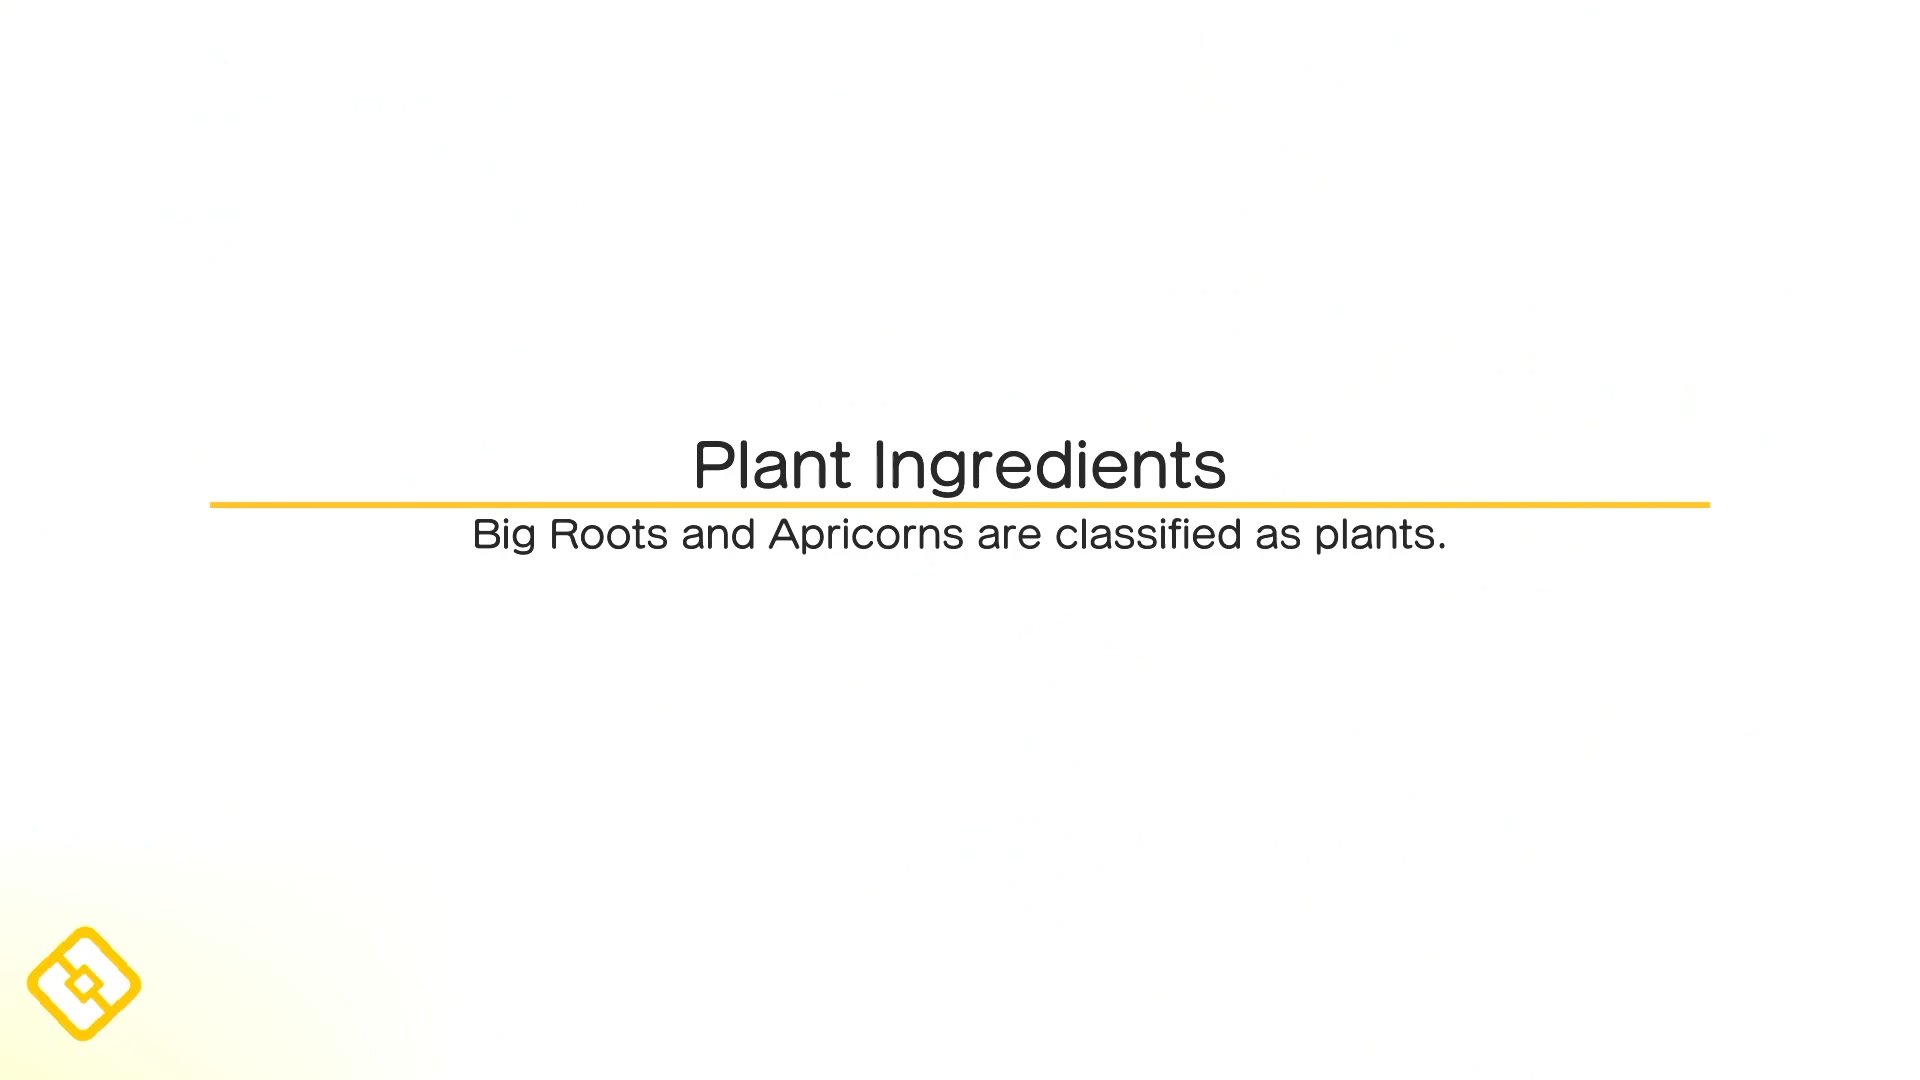 Plant Ingredients
Big Roots and Apricorns are classified as plants.